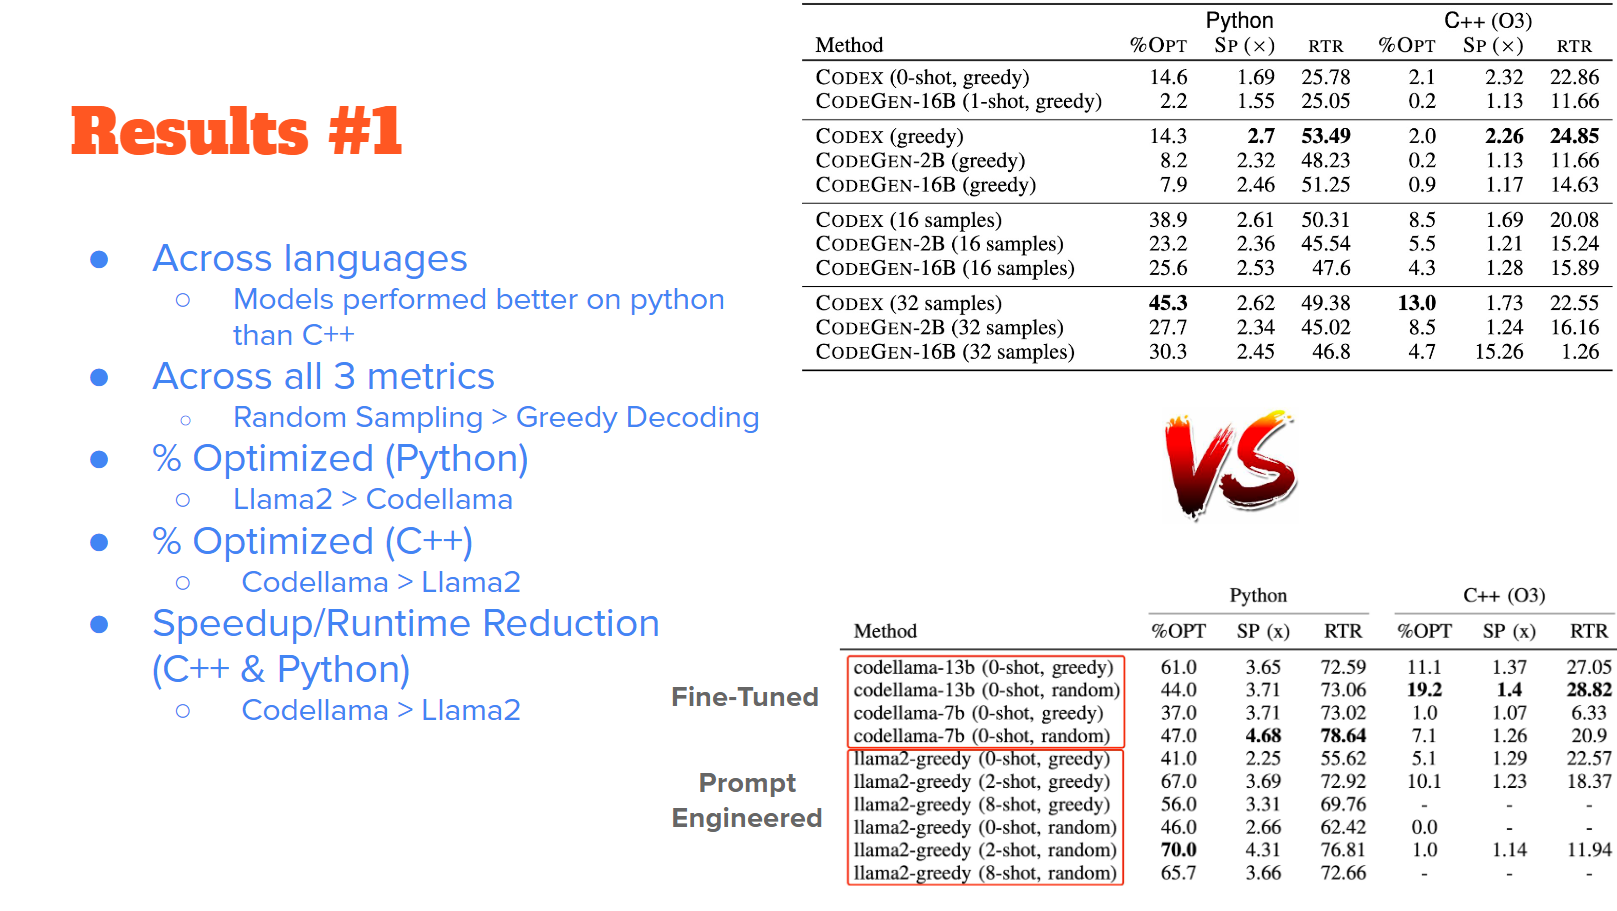 Results #1
● Across languages
○ Models performed better on python
than C++
● Across all 3 metrics
○ Random Sampling > Greedy Decoding
● % Optimized (Python)
○ Llama2 > Codellama
● % Optimized (C++)
○ Codellama > Llama2
● Speedup/Runtime Reduction
(C++ & Python)
○ Codellama > Llama2
Python C++ (O3)
Method %OPT SP (×) RTR %OPT SP (×) RTR
CODEX (0-shot, greedy) 14.6 1.69 25.78 2.1 2.32 22.86
CODEGEN-16B (1-shot, greedy) 2.2 1.55 25.05 0.2 1.13 11.66
CODEX (greedy) 14.3 2.7 53.49 2.0 2.26 24.85
CODEGEN-2B (greedy) 8.2 2.32 48.23 0.2 1.13 11.66
CODEGEN-16B (greedy) 7.9 2.46 51.25 0.9 1.17 14.63
CODEX (16 samples) 38.9 2.61 50.31 8.5 1.69 20.08
CODEGEN-2B (16 samples) 23.2 2.36 45.54 5.5 1.21 15.24
CODEGEN-16B (16 samples) 25.6 2.53 47.6 4.3 1.28 15.89
CODEX (32 samples) 45.3 2.62 49.38 13.0 1.73 22.55
CODEGEN-2B (32 samples) 27.7 2.34 45.02 8.5 1.24 16.16
CODEGEN-16B (32 samples) 30.3 2.45 46.8 4.7 15.26 1.26
VS
Python C++ (O3)
Method %OPT SP (x) RTR %OPT SP (x) RTR
codellama-13b (0-shot, greedy) 61.0 3.65 72.59 11.1 1.37 27.05
codellama-13b (0-shot, random) 44.0 3.71 73.06 19.2 1.4 28.82
codellama-7b (0-shot, greedy) 37.0 3.71 73.02 1.0 1.07 6.33
codellama-7b (0-shot, random) 47.0 4.68 78.64 7.1 1.26 20.9
llama2-greedy (0-shot, greedy) 41.0 2.25 55.62 5.1 1.29 22.57
llama2-greedy (2-shot, greedy) 67.0 3.69 72.92 10.1 1.23 18.37
llama2-greedy (8-shot, greedy) 56.0 3.31 69.76 - - -
llama2-greedy (0-shot, random) 46.0 2.66 62.42 0.0 - -
llama2-greedy (2-shot, random) 70.0 4.31 76.81 1.0 1.14 11.94
llama2-greedy (8-shot, random) 65.7 3.66 72.66 - - -
Fine-Tuned
Prompt
Engineered